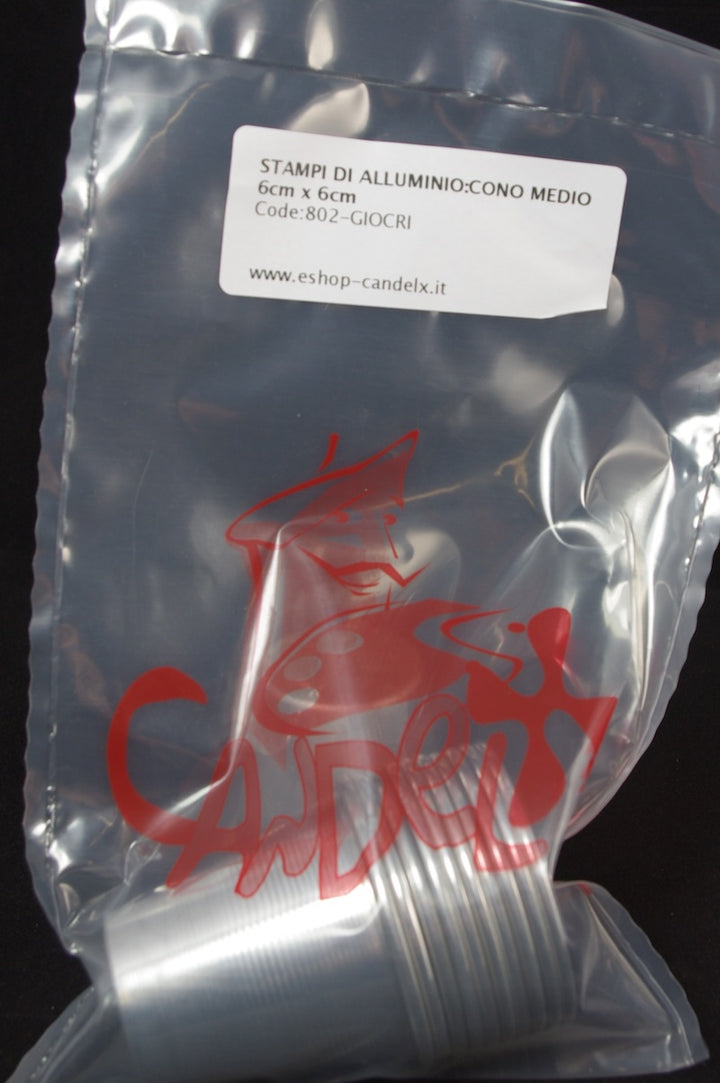 STAMPI DI ALLUMINIO:CONO MEDIO
6cm x 6cm
Code:802-GIOCRI
www.eshop-candelx.it
CANDELX